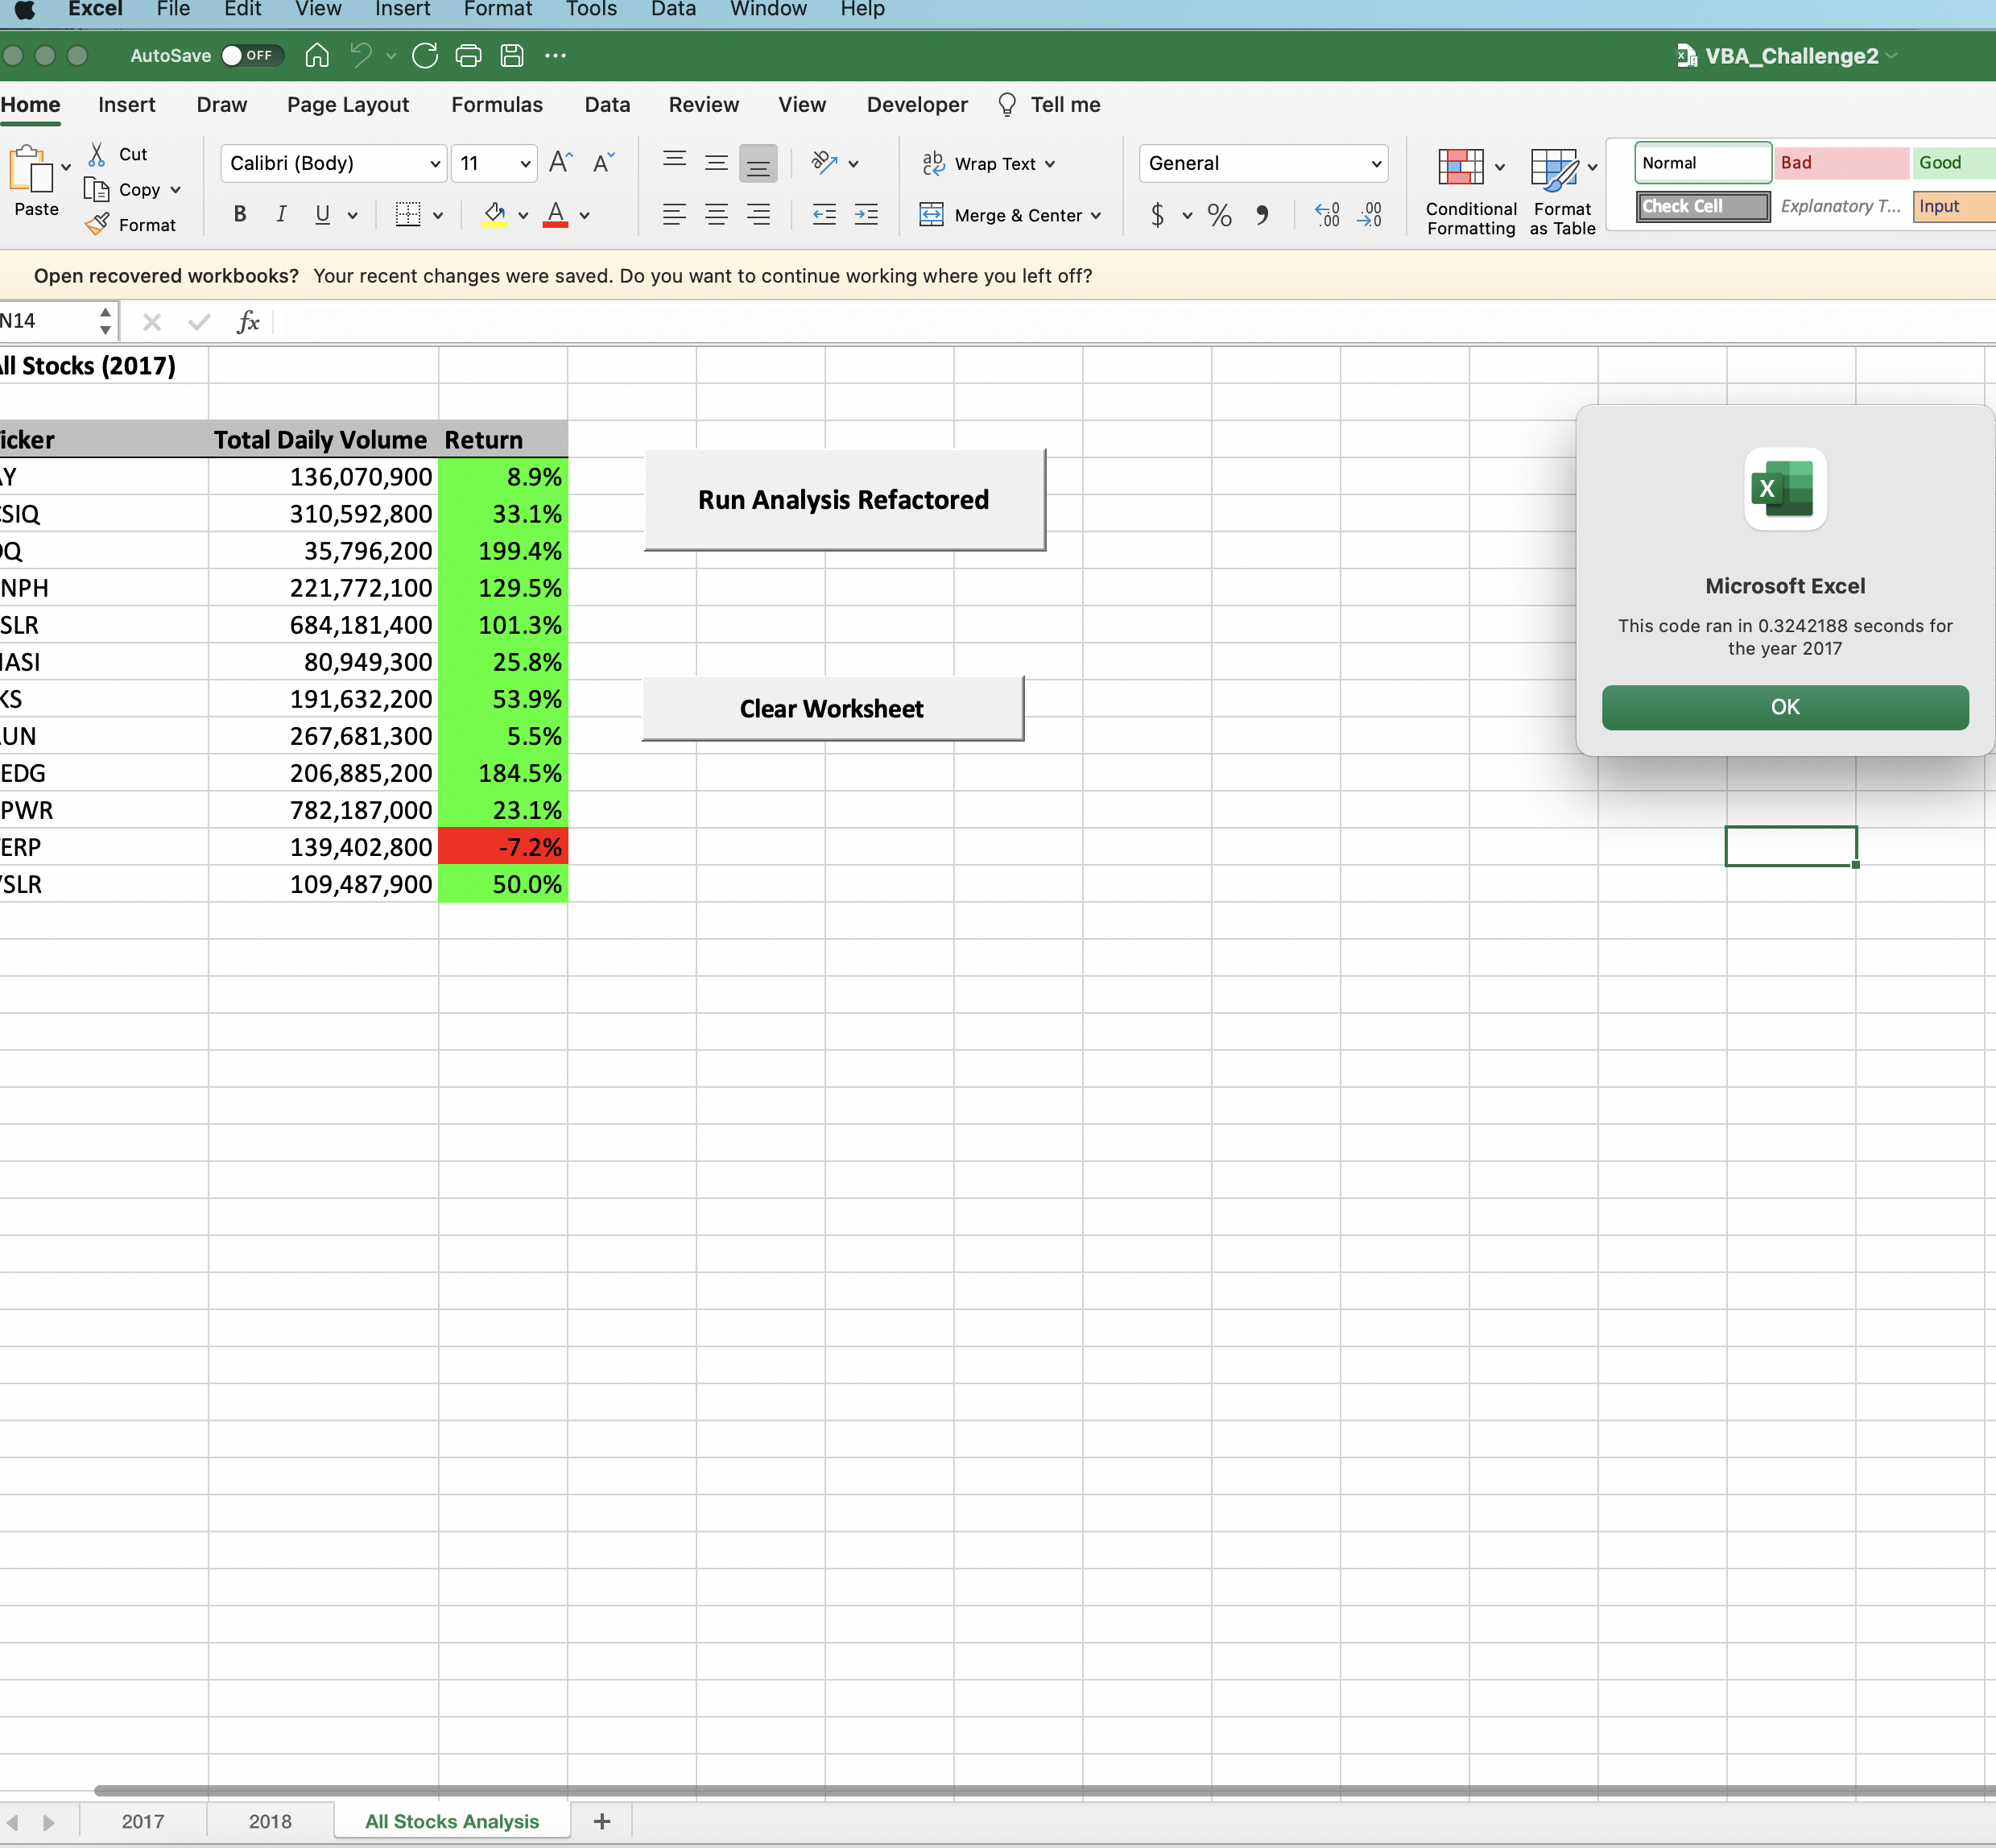 Excel File Edit View Insert Format Tools Data Window Help
AutoSave OFF VBA_Challenge2
Home Insert Draw Page Layout Formulas Data Review View Developer Tell me
Paste
Cut
Copy
Format
Calibri (Body) 11
Wrap Text
Merge & Center
General
Conditional Formatting
Format as Table
Normal Bad Good
Check Cell Explanatory T... Input
Open recovered workbooks? Your recent changes were saved. Do you want to continue working where you left off?
N14 fx
ll Stocks (2017)
icker Total Daily Volume Return
Y 136,070,900 8.9%
SIQ 310,592,800 33.1%
Q 35,796,200 199.4%
NPH 221,772,100 129.5%
SLR 684,181,400 101.3%
ASI 80,949,300 25.8%
KS 191,632,200 53.9%
UN 267,681,300 5.5%
EDG 206,885,200 184.5%
PWR 782,187,000 23.1%
ERP 139,402,800 -7.2%
SLR 109,487,900 50.0%
Run Analysis Refactored
Clear Worksheet
Microsoft Excel
This code ran in 0.3242188 seconds for
the year 2017
OK
2017 2018 All Stocks Analysis +